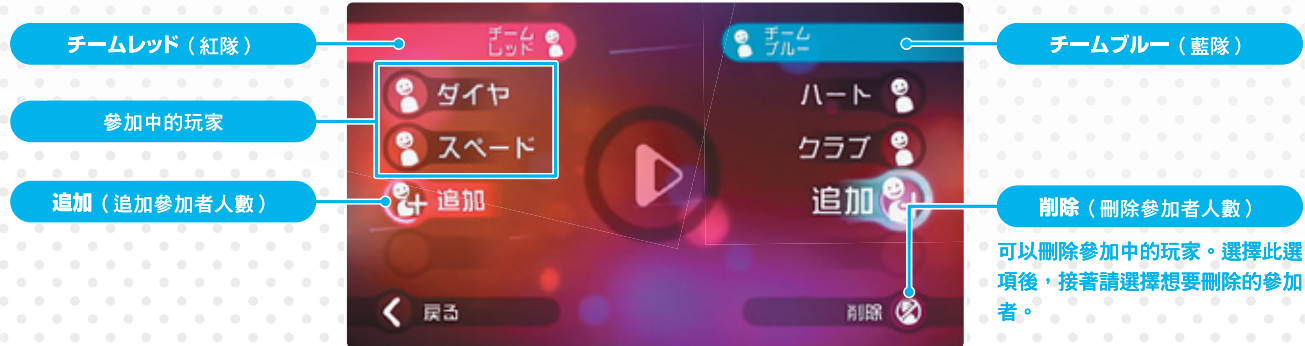 チームレッド（紅隊）
參加中的玩家
追加（追加參加者人數）
チーム
レッド
ダイヤ
スペード
追加
戻る
チーム
ブルー
ハート
クラブ
追加
削除
チームブルー（藍隊）
削除（刪除參加者人數）
可以刪除參加中的玩家。選擇此選
項後，接著請選擇想要刪除的參加
者。